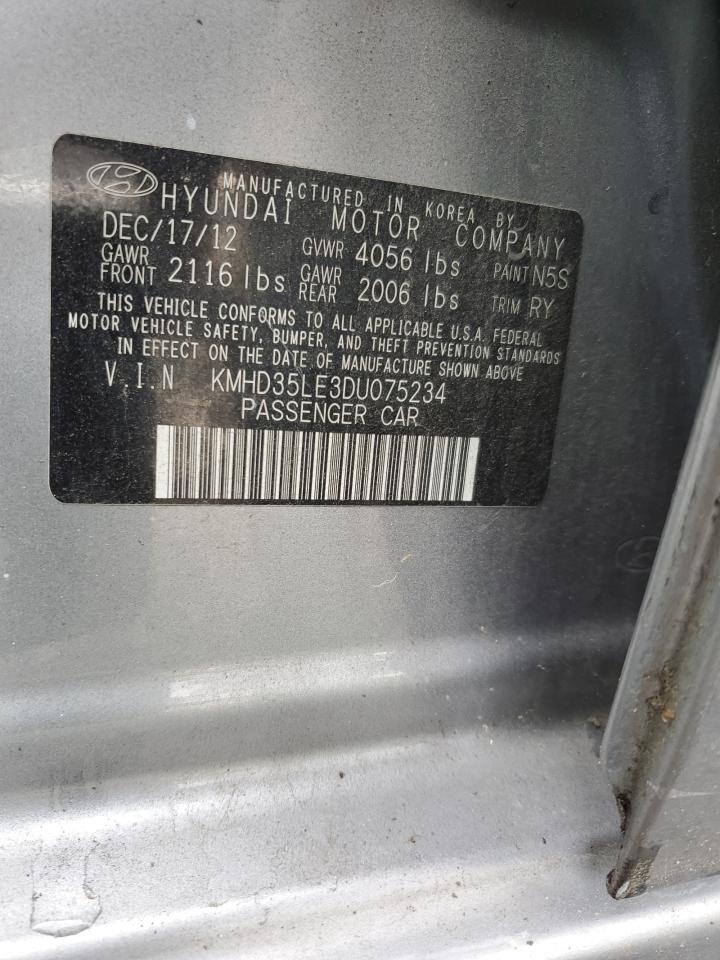 MANUFACTURED IN KOREA BY
HYUNDAI MOTOR COMPANY
DEC/17/12 GVWR 4056 lbs PAINT N5S
GAWR FRONT 2116 lbs GAWR REAR 2006 lbs TRIM RY
THIS VEHICLE CONFORMS TO ALL APPLICABLE U.S.A. FEDERAL
MOTOR VEHICLE SAFETY, BUMPER, AND THEFT PREVENTION STANDARDS
IN EFFECT ON THE DATE OF MANUFACTURE SHOWN ABOVE
V.I.N KMHD35LE3DU075234
PASSENGER CAR